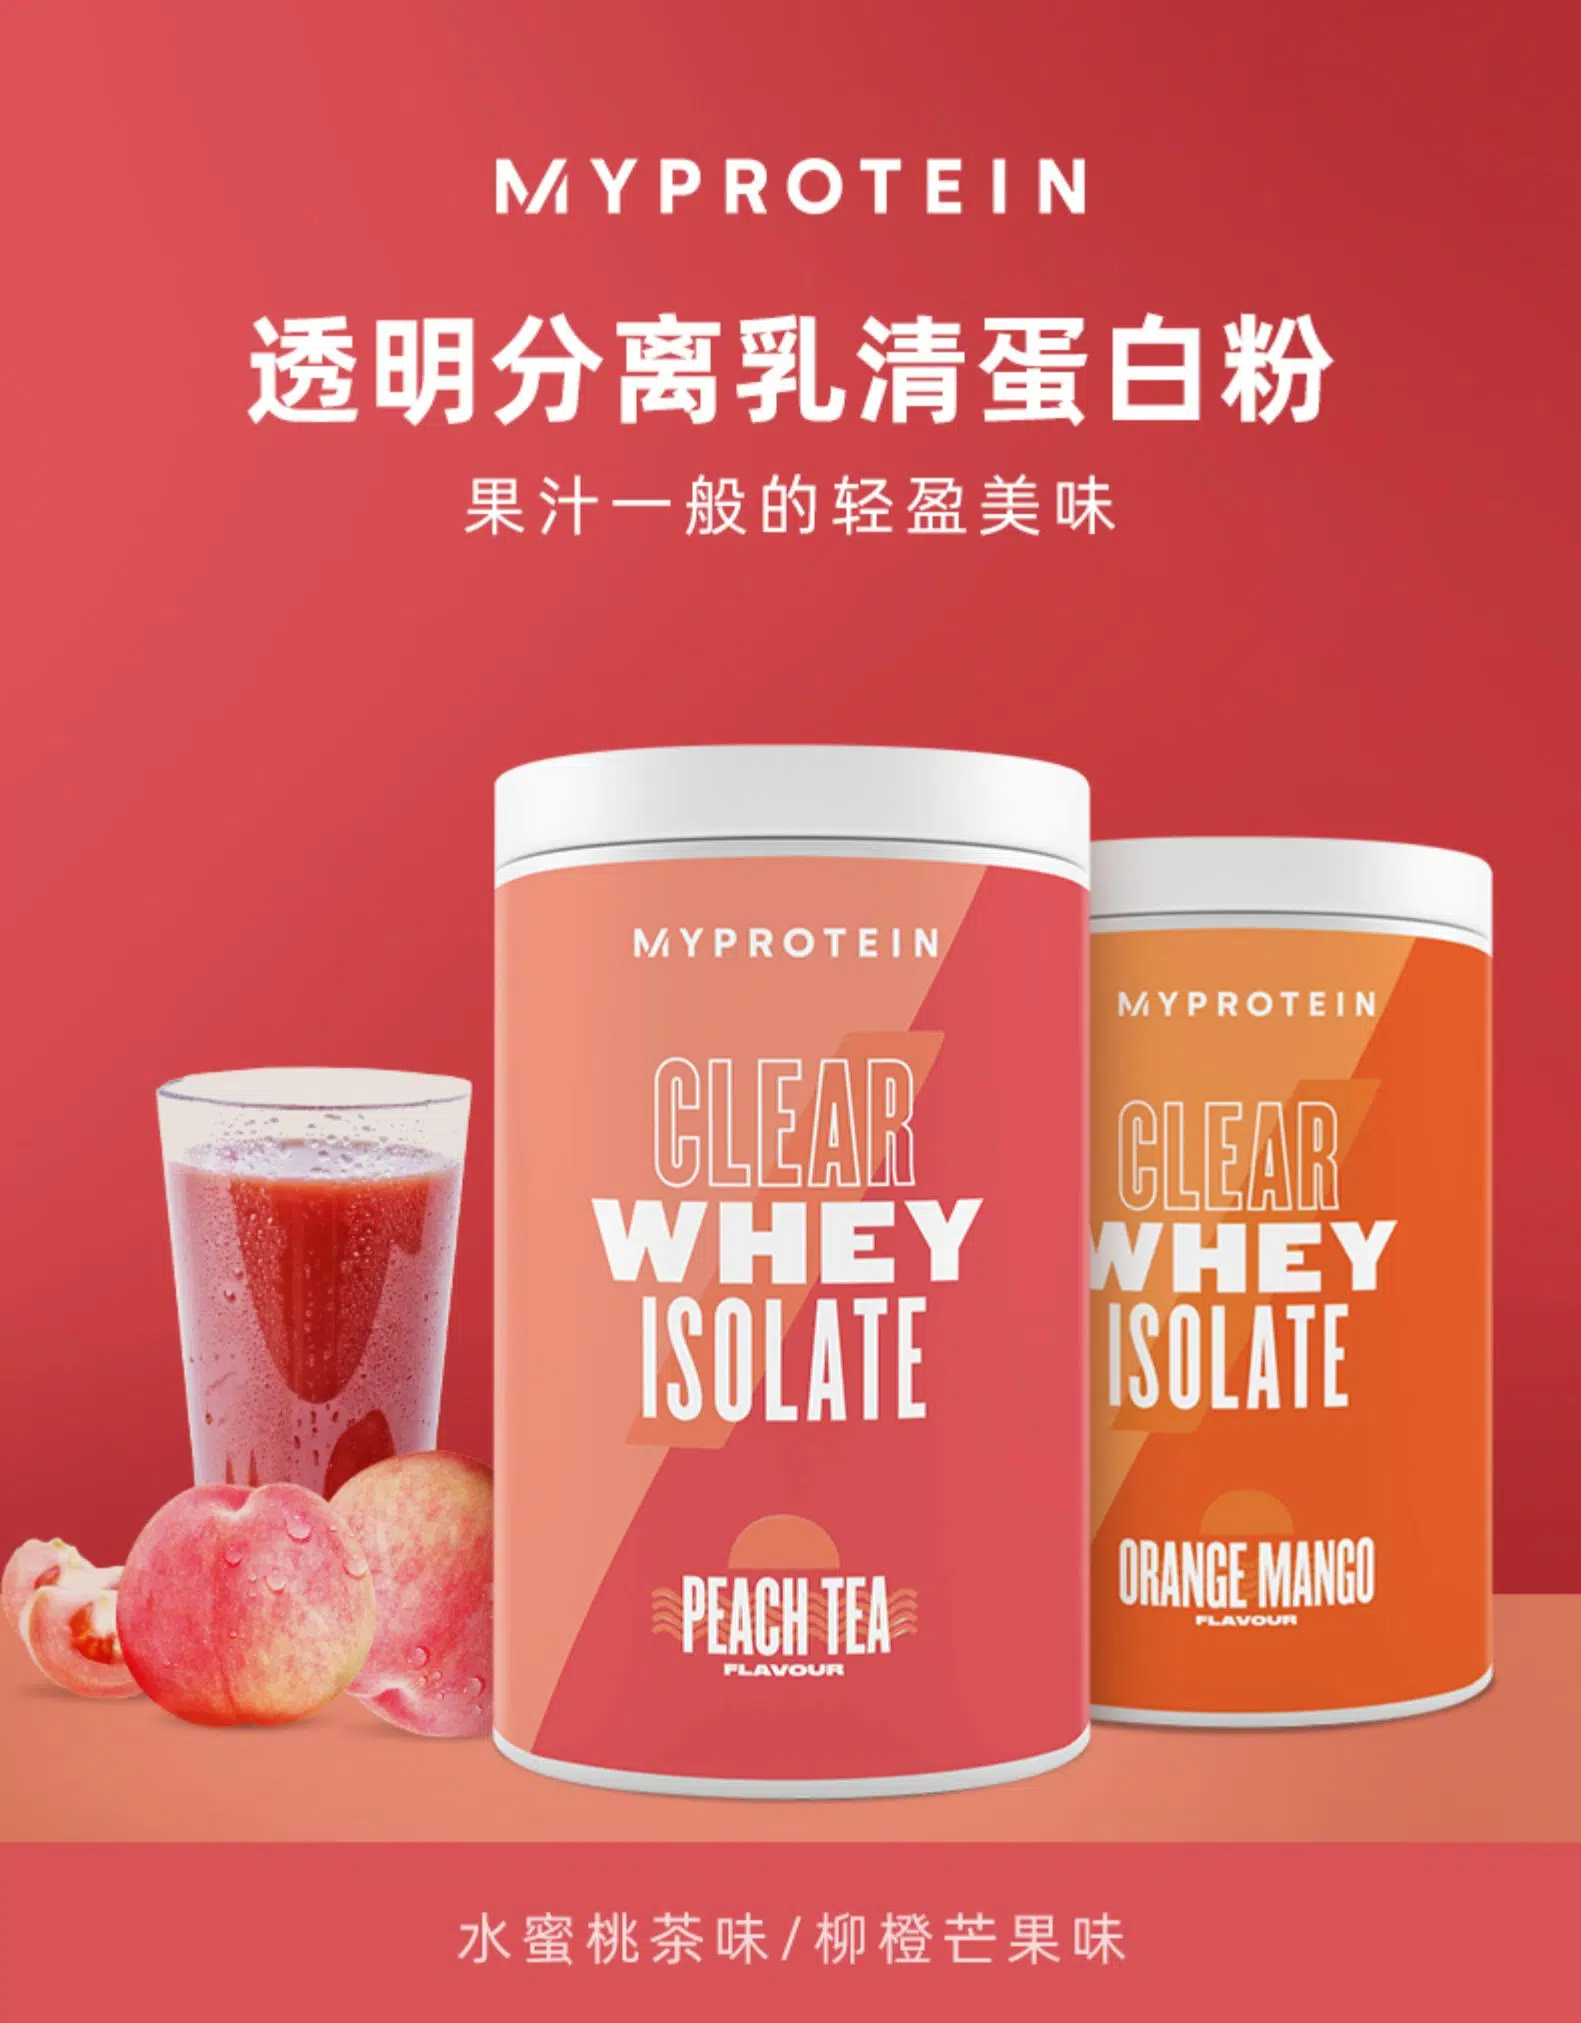 MYPROTEIN
透明分离乳清蛋白粉
果汁一般的轻盈美味
MYPROTEIN
CLEAR
WHEY
ISOLATE
PEACH TEA
FLAVOUR
MYPROTEIN
CLEAR
WHEY
ISOLATE
ORANGE MANGO
FLAVOUR
水蜜桃茶味/柳橙芒果味